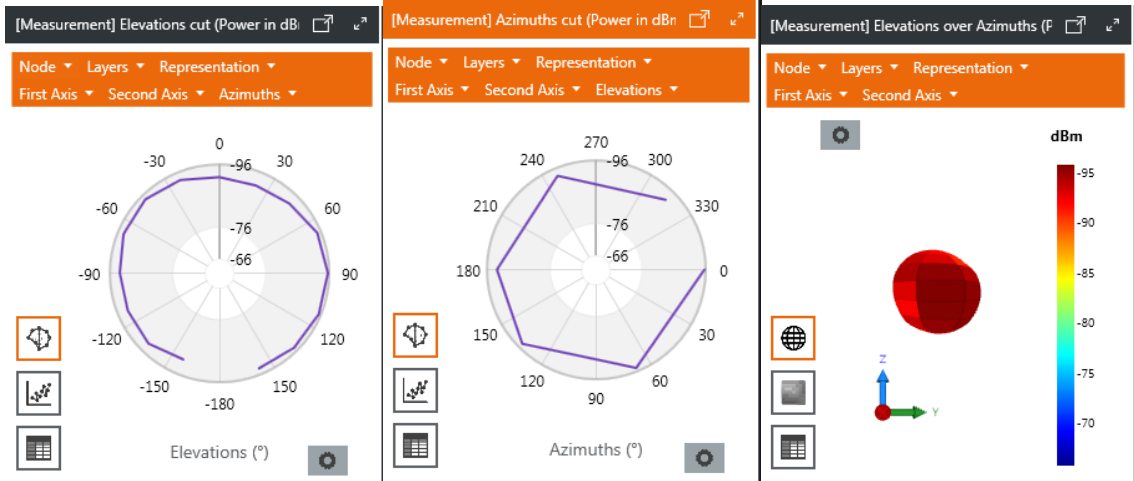 [Measurement] Elevations cut (Power in dBi
Node Layers Representation
First Axis Second Axis Azimuths
0
-30 -96 30
-60 60
-76
-66
-90 90
-120 120
-150 150
-180
Elevations (°)
[Measurement] Azimuths cut (Power in dBm
Node Layers Representation
First Axis Second Axis Elevations
270
240 -96 300
210 330
-76
-66
180 0
150 30
120 60
90
Azimuths (°)
[Measurement] Elevations over Azimuths (P
Node Layers Representation
First Axis Second Axis
dBm
-95
-90
-85
-80
-75
-70
Z
Y